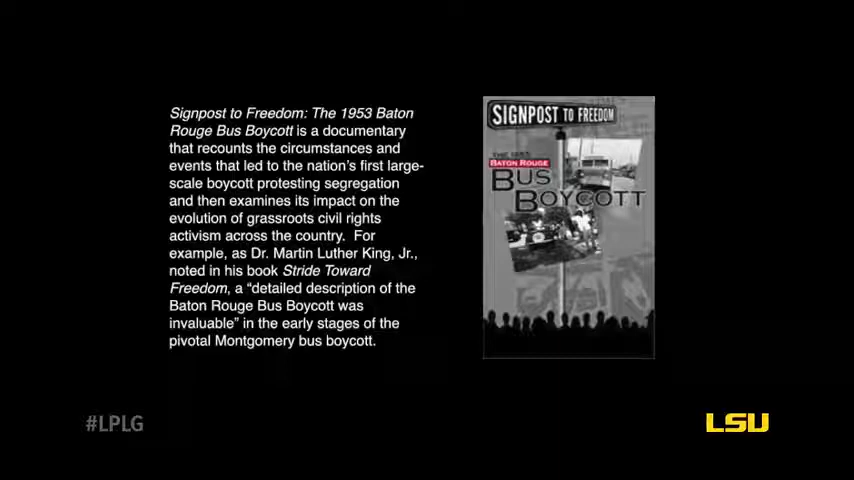 Signpost to Freedom: The 1953 Baton
Rouge Bus Boycott is a documentary
that recounts the circumstances and
events that led to the nation's first large-
scale boycott protesting segregation
and then examines its impact on the
evolution of grassroots civil rights
activism across the country.  For
example, as Dr. Martin Luther King, Jr.,
noted in his book Stride Toward
Freedom, a “detailed description of the
Baton Rouge Bus Boycott was
invaluable” in the early stages of the
pivotal Montgomery bus boycott.
SIGNPOST TO FREEDOM
THE 1953
BATON ROUGE
BUS
BOYCOTT
#LPLG
LSU